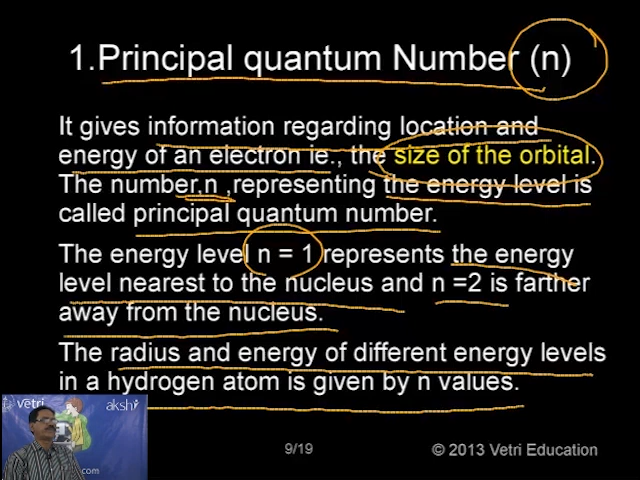 1.Principal quantum Number (n)
It gives information regarding location and
energy of an electron ie., the size of the orbital.
The number,n ,representing the energy level is
called principal quantum number.
The energy level n = 1 represents the energy
level nearest to the nucleus and n =2 is farther
away from the nucleus.
The radius and energy of different energy levels
in a hydrogen atom is given by n values.
vetri
akshi
.com
9/19
© 2013 Vetri Education